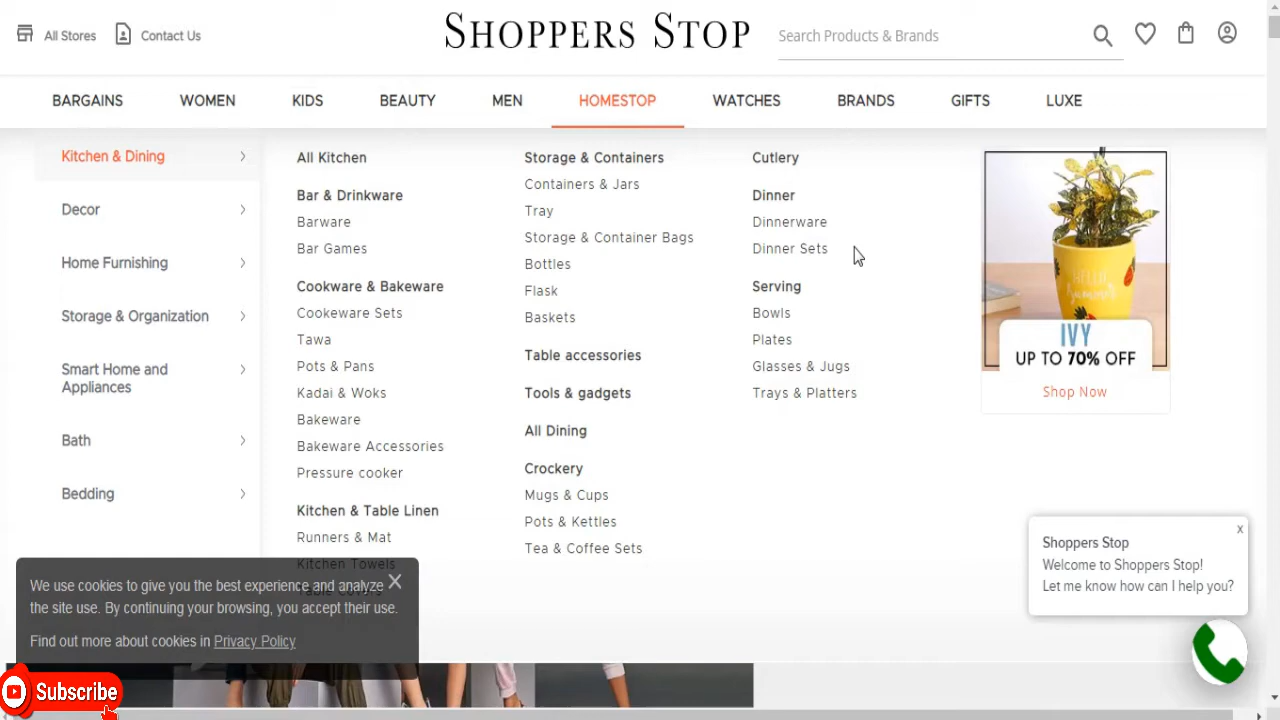 All Stores
Contact Us
SHOPPERS STOP
Search Products & Brands
BARGAINS
WOMEN
KIDS
BEAUTY
MEN
HOMESTOP
WATCHES
BRANDS
GIFTS
LUXE
Kitchen & Dining
Decor
Home Furnishing
Storage & Organization
Smart Home and
Appliances
Bath
Bedding
All Kitchen
Bar & Drinkware
Barware
Bar Games
Cookware & Bakeware
Cookeware Sets
Tawa
Pots & Pans
Kadai & Woks
Bakeware
Bakeware Accessories
Pressure cooker
Kitchen & Table Linen
Runners & Mat
Kitchen Towels
Table Covers
Storage & Containers
Containers & Jars
Tray
Storage & Container Bags
Bottles
Flask
Baskets
Table accessories
Tools & gadgets
All Dining
Crockery
Mugs & Cups
Pots & Kettles
Tea & Coffee Sets
Cutlery
Dinner
Dinnerware
Dinner Sets
Serving
Bowls
Plates
Glasses & Jugs
Trays & Platters
HELLO
IVY
UP TO 70% OFF
Shop Now
We use cookies to give you the best experience and analyze
the site use. By continuing your browsing, you accept their use.
Find out more about cookies in Privacy Policy
X
x
Shoppers Stop
Welcome to Shoppers Stop!
Let me know how can I help you?
Subscribe